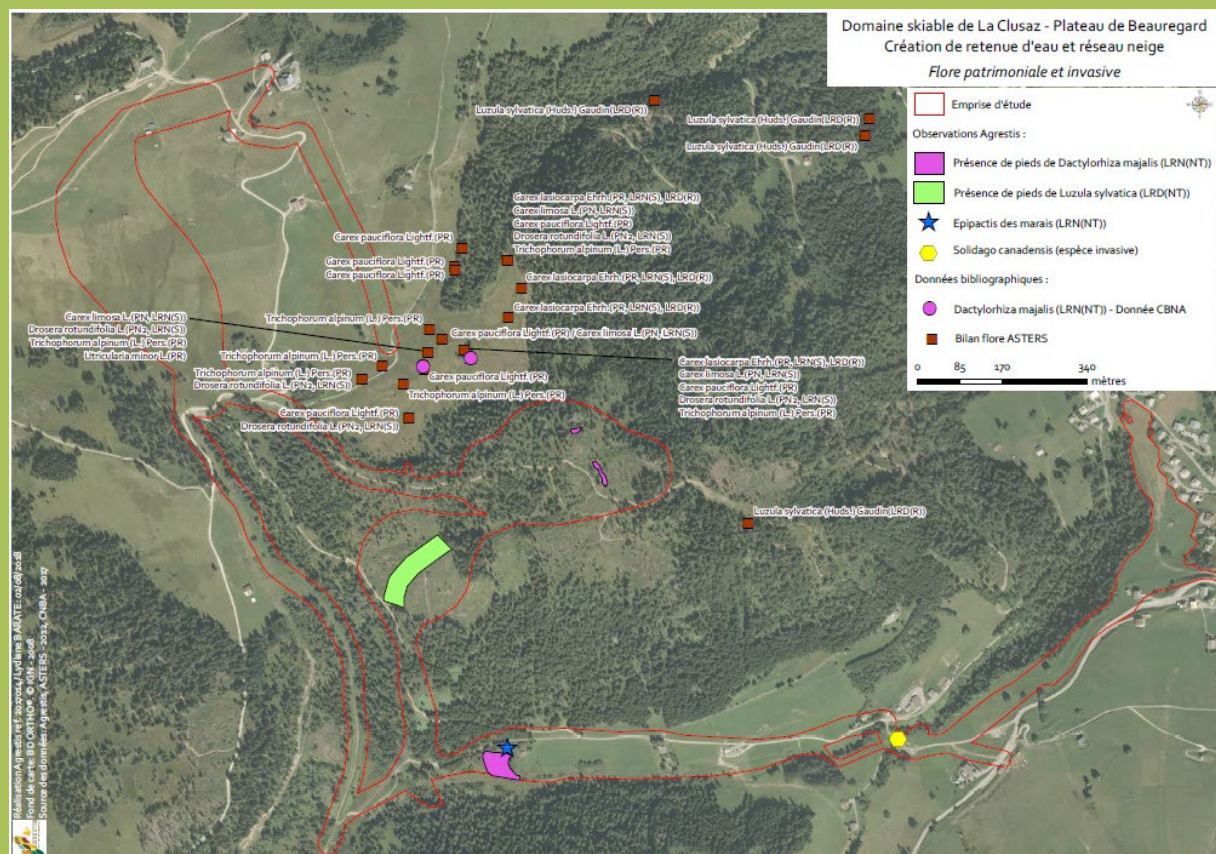 Domaine skiable de La Clusaz - Plateau de Beauregard
Création de retenue d'eau et réseau neige
Flore patrimoniale et invasive
Emprise d'étude
Observations Agrestis :
Présence de pieds de Dactylorhiza majalis (LRN(NT))
Présence de pieds de Luzula sylvatica (LRD(NT))
Epipactis des marais (LRN(NT))
Solidago canadensis (espèce invasive)
Données bibliographiques :
Dactylorhiza majalis (LRN(NT)) - Donnée CBNA
Bilan flore ASTERS
0 85 170 340
mètres
Luzula sylvatica (Huds.) Gaudin(LRD(R))
Luzula sylvatica (Huds.) Gaudin(LRD(R))
Luzula sylvatica (Huds.) Gaudin(LRD(R))
Carex lasiocarpa Ehrh.(PR, LRN(S), LRD(R))
Carex limosa L.(PN, LRN(S))
Carex pauciflora Lightf.(PR)
Drosera rotundifolia L.(PN2, LRN(S))
Trichophorum alpinum (L.) Pers.(PR)
Carex pauciflora Lightf.(PR)
Carex pauciflora Lightf.(PR)
Carex pauciflora Lightf.(PR)
Carex lasiocarpa Ehrh.(PR, LRN(S), LRD(R))
Carex lasiocarpa Ehrh.(PR, LRN(S), LRD(R))
Carex limosa L.(PN, LRN(S))
Drosera rotundifolia L.(PN2, LRN(S))
Trichophorum alpinum (L.) Pers.(PR)
Utricularia minor L.(PR)
Trichophorum alpinum (L.) Pers.(PR)
Carex pauciflora Lightf.(PR) / Carex limosa L.(PN, LRN(S))
Trichophorum alpinum (L.) Pers.(PR)
Trichophorum alpinum (L.) Pers.(PR)
Drosera rotundifolia L.(PN2, LRN(S))
Carex pauciflora Lightf.(PR)
Trichophorum alpinum (L.) Pers.(PR)
Carex lasiocarpa Ehrh.(PR, LRN(S), LRD(R))
Carex limosa L.(PN, LRN(S))
Carex pauciflora Lightf.(PR)
Drosera rotundifolia L.(PN2, LRN(S))
Trichophorum alpinum (L.) Pers.(PR)
Carex pauciflora Lightf.(PR)
Drosera rotundifolia L.(PN2, LRN(S))
Luzula sylvatica (Huds.) Gaudin(LRD(R))
Réalisation Agrestis ref. / Lydiane BARATE: 02/08/2018
Fond de carte: BD ORTHO®, © IGN - 2008
Source des données: Agrestis, ASTERS - 2012, CNBA - 2017